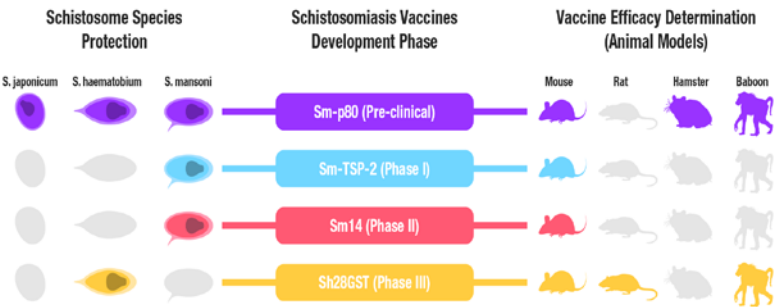 Schistosome Species
Protection
Schistosomiasis Vaccines
Development Phase
Vaccine Efficacy Determination
(Animal Models)
S. japonicum S. haematobium S. mansoni
Mouse Rat Hamster Baboon
Sm-p80 (Pre-clinical)
Sm-TSP-2 (Phase I)
Sm14 (Phase II)
Sh28GST (Phase III)